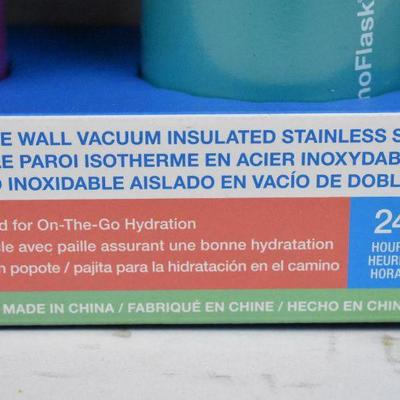 noFlask
E WALL VACUUM INSULATED STAINLESS S
LE PAROI ISOTHERME EN ACIER INOXYDAB
O INOXIDABLE AISLADO EN VACÍO DE DOBL
d for On-The-Go Hydration
cle avec paille assurant une bonne hydratation
n popote / pajita para la hidratación en el camino
24
HOUR
HEURE
HORA
MADE IN CHINA / FABRIQUÉ EN CHINE / HECHO EN CHIN